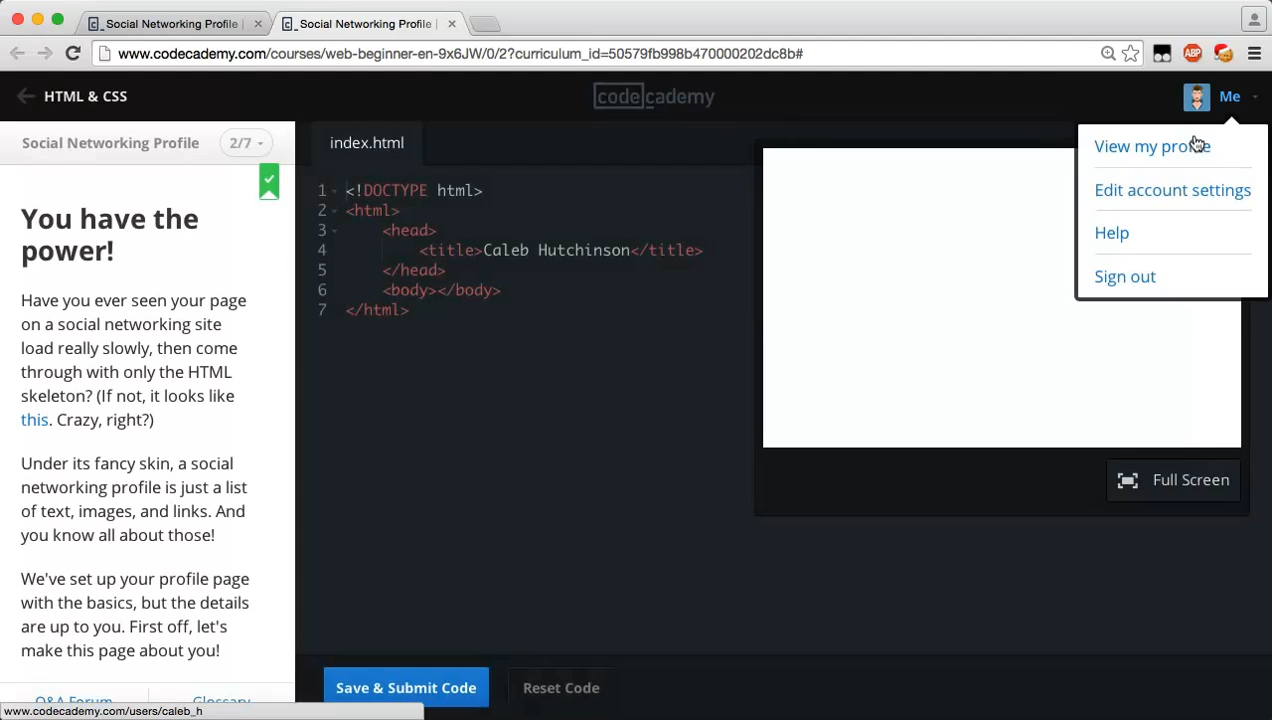 Social Networking Profile
Social Networking Profile
www.codecademy.com/courses/web-beginner-en-9x6JW/0/2?curriculum_id=50579fb998b470000202dc8b#
ABP
HTML & CSS
codecademy
Me
Social Networking Profile
2/7
index.html
View my profile
Edit account settings
Help
Sign out
You have the
power!
Have you ever seen your page
on a social networking site
load really slowly, then come
through with only the HTML
skeleton? (If not, it looks like
this. Crazy, right?)
Under its fancy skin, a social
networking profile is just a list
of text, images, and links. And
you know all about those!
We've set up your profile page
with the basics, but the details
are up to you. First off, let's
make this page about you!
Q&A Forum
Glossary
1 <!DOCTYPE html>
2 <html>
3 <head>
4 <title>Caleb Hutchinson</title>
5 </head>
6 <body></body>
7 </html>
Full Screen
Save & Submit Code
Reset Code
www.codecademy.com/users/caleb_h